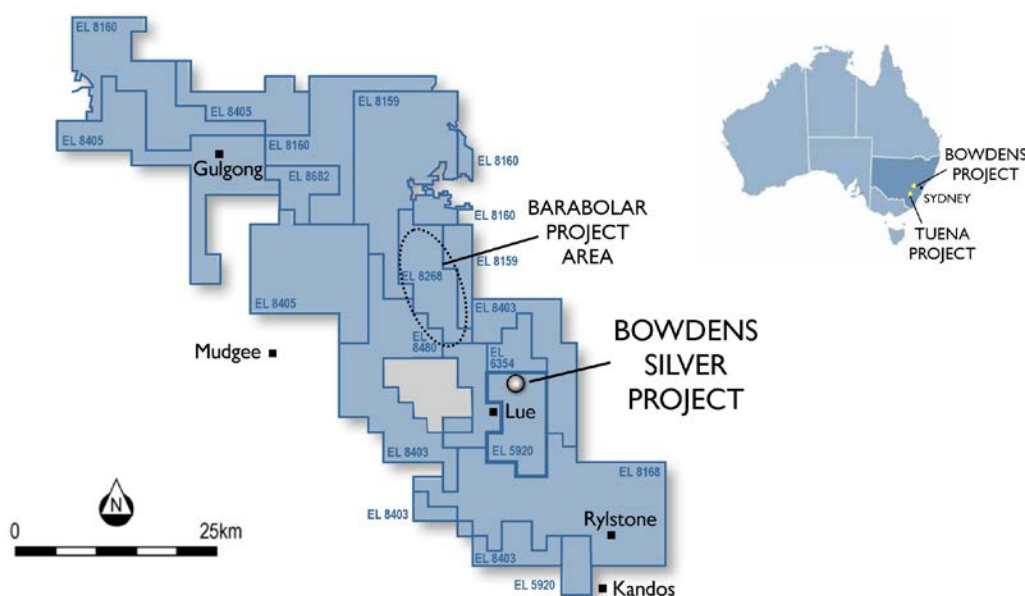 EL 8160
EL 8405
EL 8159
EL 8405
EL 8160
Gulgong
EL 8682
EL 8160
EL 8160
BARABOLAR
PROJECT
AREA
EL 8159
EL 8268
EL 8405
EL 8403
EL
8480
EL
6354
Mudgee
BOWDENS
SILVER
PROJECT
Lue
EL 5920
EL 8403
EL 8168
EL 8403
Rylstone
EL 8403
EL 5920
Kandos
N
0 25km
BOWDENS
PROJECT
SYDNEY
TUENA
PROJECT